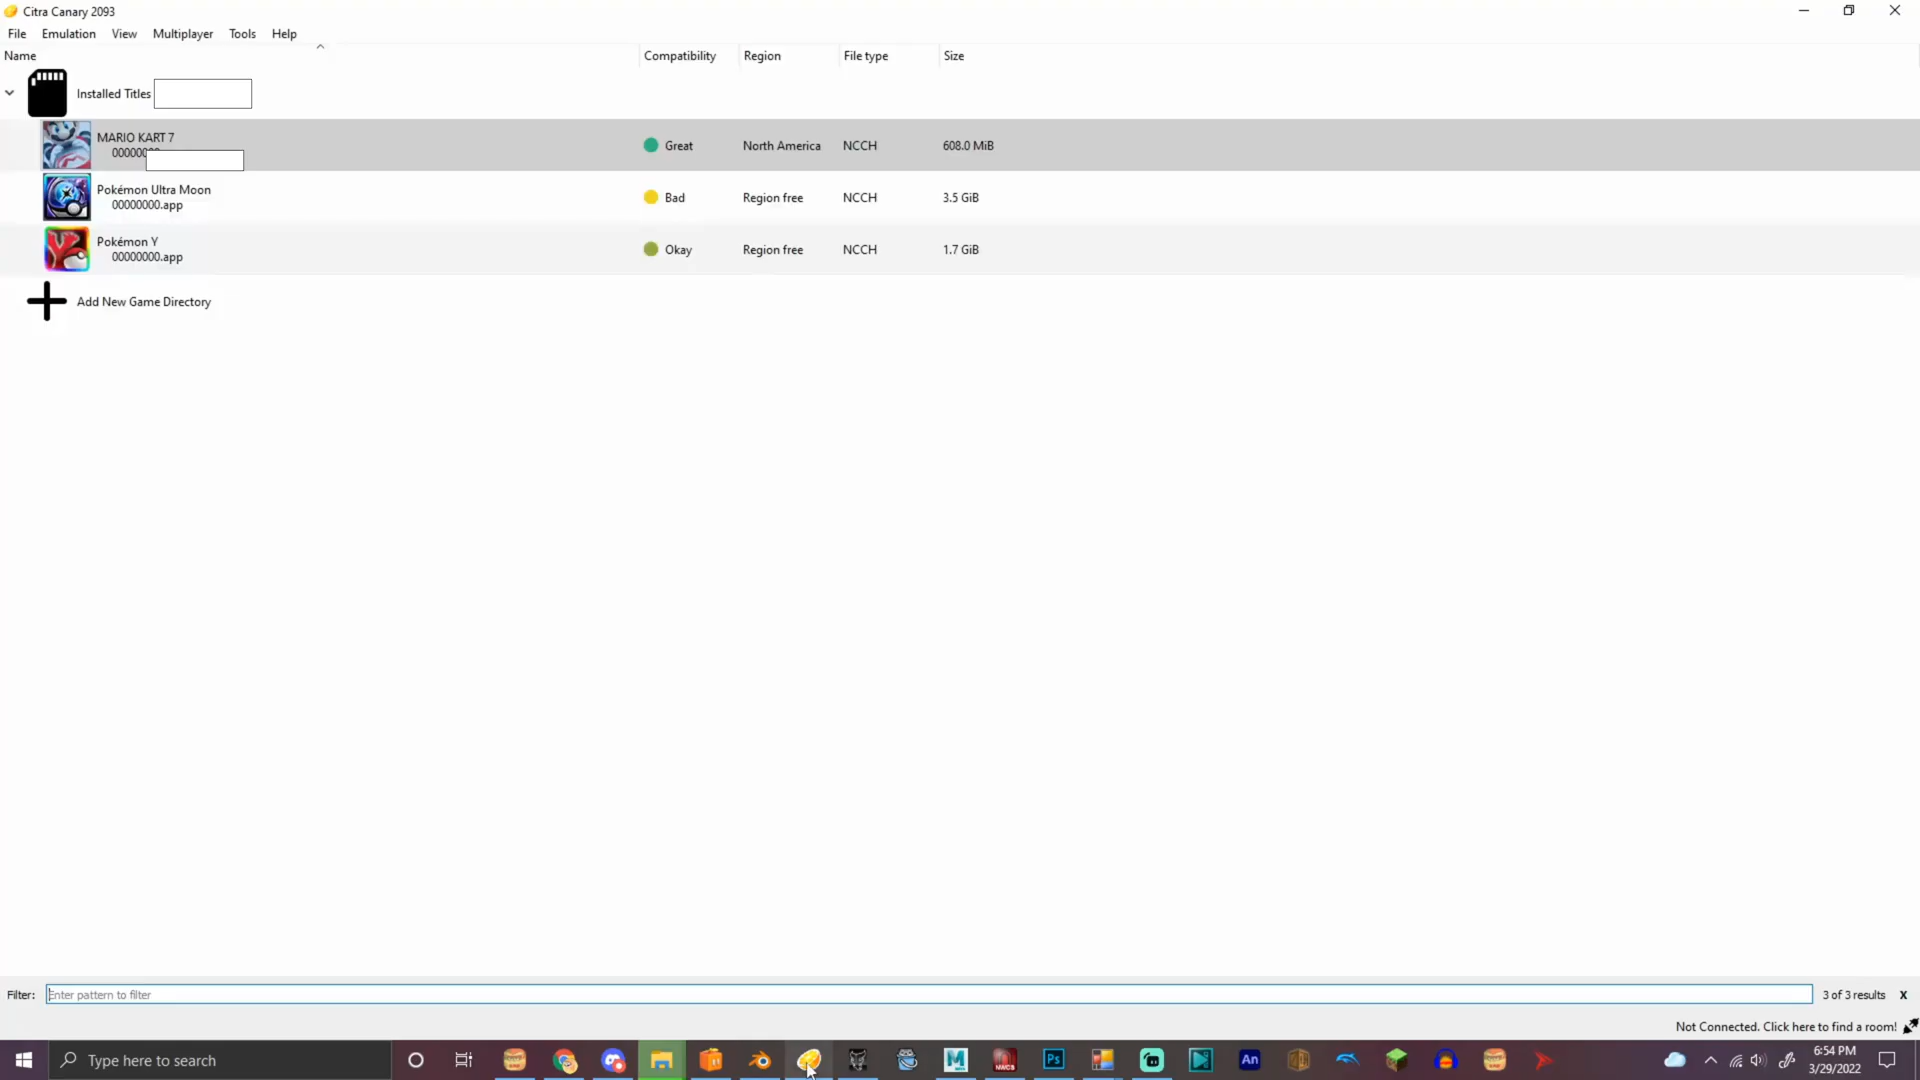 Citra Canary 2093
File Emulation View Multiplayer Tools Help
Name Compatibility Region File type Size
Installed Titles
MARIO KART 7
Great North America NCCH 608.0 MiB
Pokémon Ultra Moon
00000000.app
Bad Region free NCCH 3.5 GiB
Pokémon Y
00000000.app
Okay Region free NCCH 1.7 GiB
Add New Game Directory
Filter: Enter pattern to filter 3 of 3 results X
Not Connected. Click here to find a room!
Type here to search
M Ps An
6:54 PM
3/29/2022